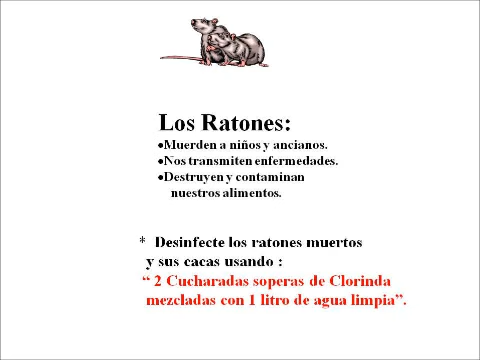 Los Ratones:
•Muerden a niños y ancianos.
•Nos transmiten enfermedades.
•Destruyen y contaminan
nuestros alimentos.
* Desinfecte los ratones muertos
y sus cacas usando :
“ 2 Cucharadas soperas de Clorinda
mezcladas con 1 litro de agua limpia”.